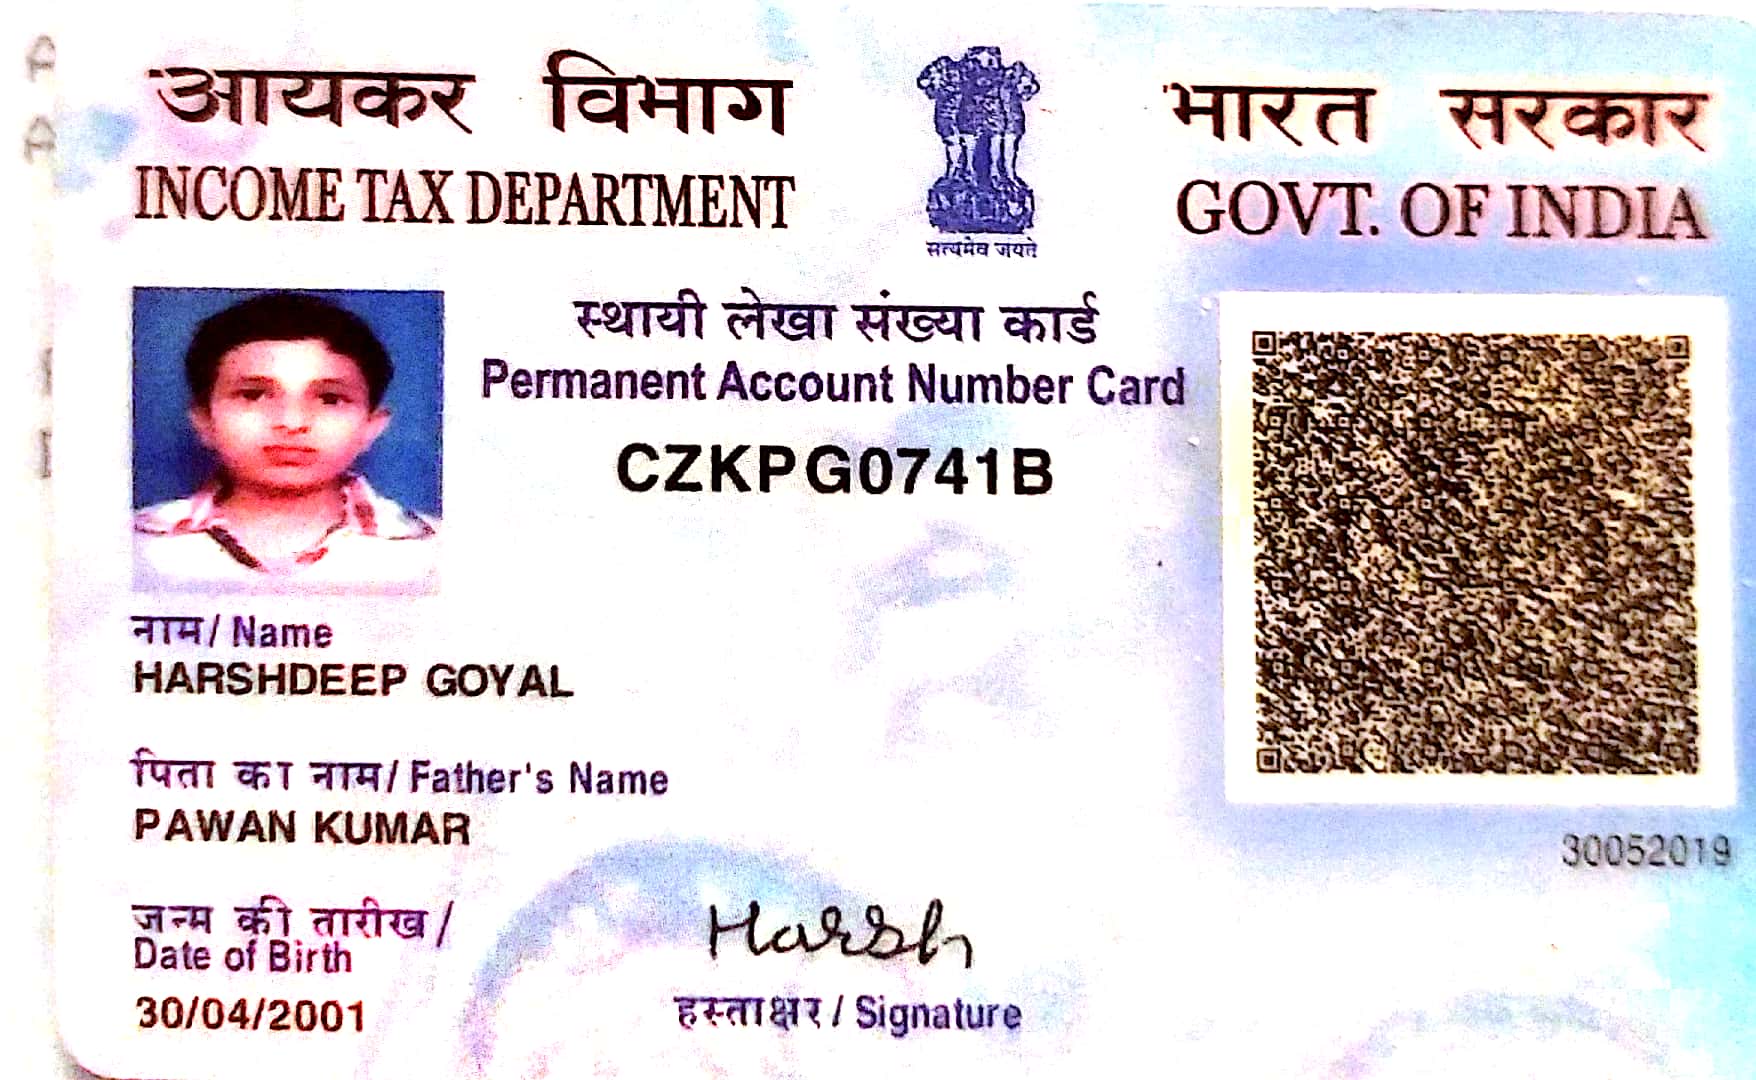 आयकर विभाग
INCOME TAX DEPARTMENT
सत्यमेव जयते
भारत सरकार
GOVT. OF INDIA
स्थायी लेखा संख्या कार्ड
Permanent Account Number Card
CZKPG0741B
नाम / Name
HARSHDEEP GOYAL
पिता का नाम / Father's Name
PAWAN KUMAR
जन्म की तारीख /
Date of Birth
30/04/2001
Harsh
हस्ताक्षर / Signature
30052019